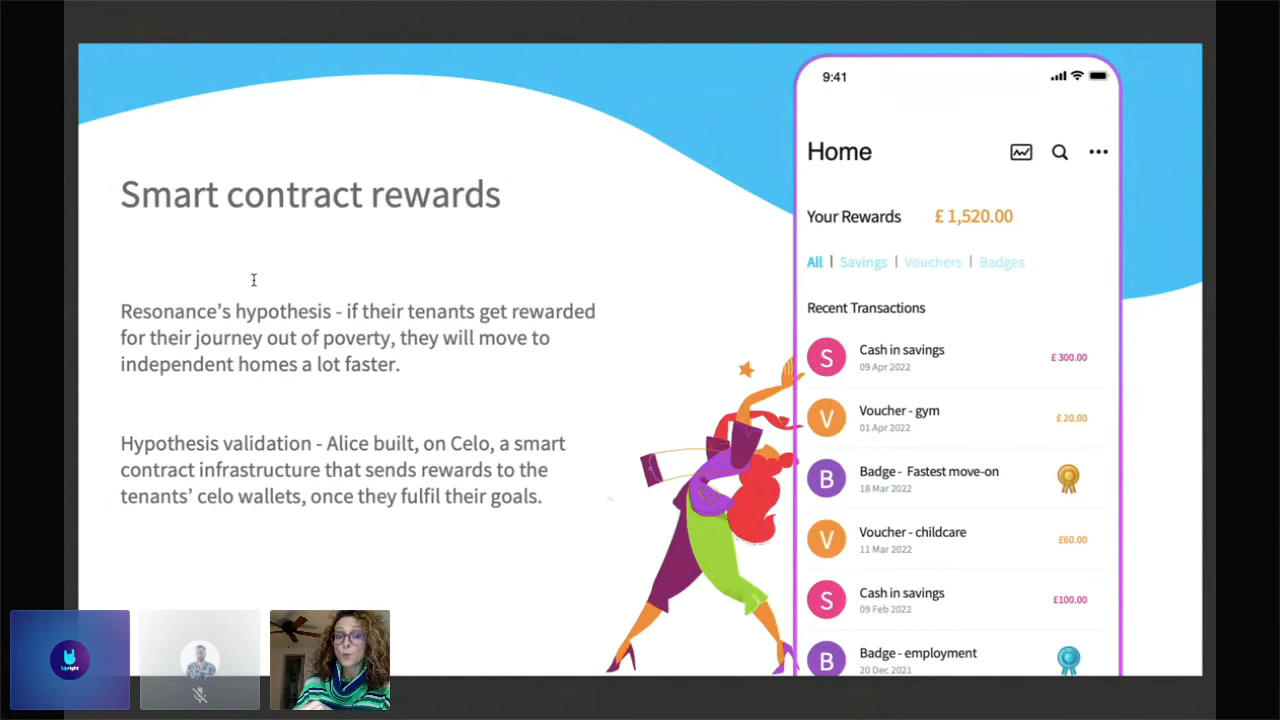 9:41
Home
Your Rewards £ 1,520.00
All | Savings | Vouchers | Badges
Recent Transactions
S Cash in savings £ 300.00
09 Apr 2022
V Voucher - gym £ 20.00
01 Apr 2022
B Badge - Fastest move-on
18 Mar 2022
V Voucher - childcare £60.00
11 Mar 2022
S Cash in savings £100.00
09 Feb 2022
B Badge - employment
20 Dec 2021
Smart contract rewards
Resonance’s hypothesis - if their tenants get rewarded
for their journey out of poverty, they will move to
independent homes a lot faster.
Hypothesis validation - Alice built, on Celo, a smart
contract infrastructure that sends rewards to the
tenants’ celo wallets, once they fulfil their goals.
Upright